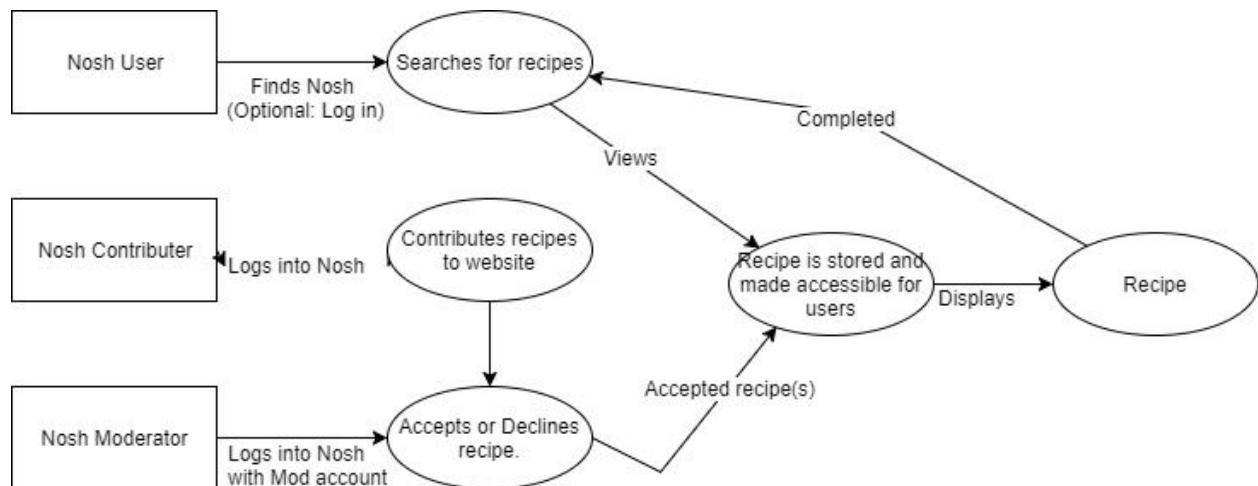 Nosh User
Finds Nosh
(Optional: Log in)
Searches for recipes
Completed
Views
Nosh Contributer
Logs into Nosh
Contributes recipes
to website
Recipe is stored and
made accessible for
users
Displays
Recipe
Accepted recipe(s)
Nosh Moderator
Logs into Nosh
with Mod account
Accepts or Declines
recipe.